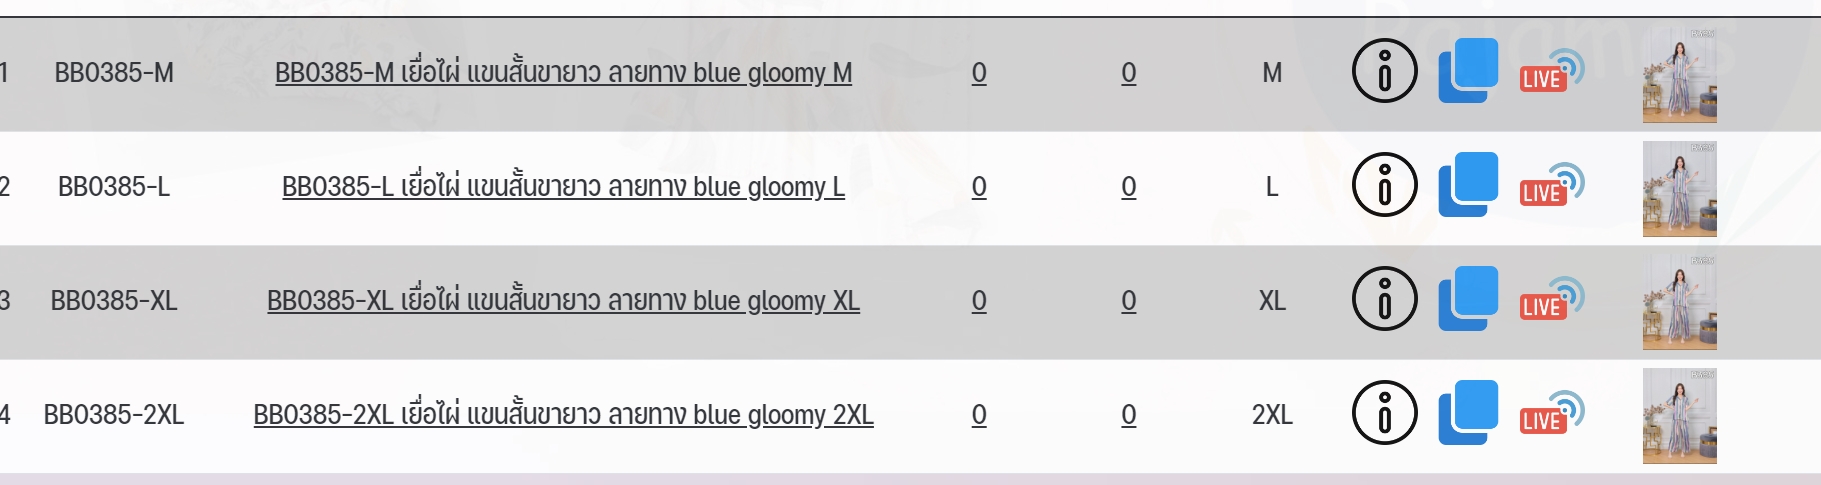 1 BB0385-M BB0385-M เยื่อไผ่ แขนสั้นขายาว ลายทาง blue gloomy M 0 0 M LIVE
2 BB0385-L BB0385-L เยื่อไผ่ แขนสั้นขายาว ลายทาง blue gloomy L 0 0 L LIVE
3 BB0385-XL BB0385-XL เยื่อไผ่ แขนสั้นขายาว ลายทาง blue gloomy XL 0 0 XL LIVE
4 BB0385-2XL BB0385-2XL เยื่อไผ่ แขนสั้นขายาว ลายทาง blue gloomy 2XL 0 0 2XL LIVE